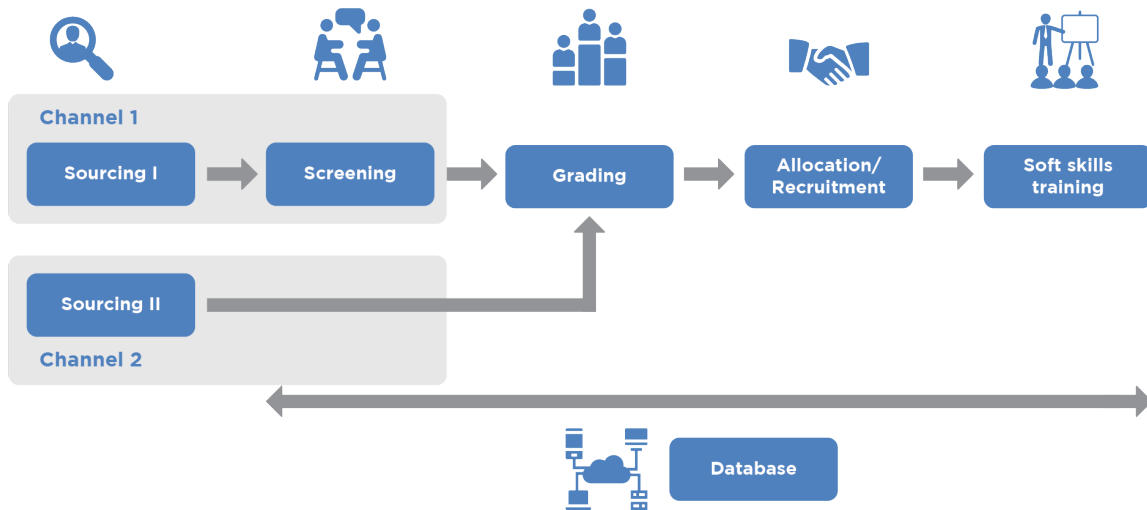 Channel 1
Sourcing I
Screening
Grading
Allocation/
Recruitment
Soft skills
training
Sourcing II
Channel 2
Database